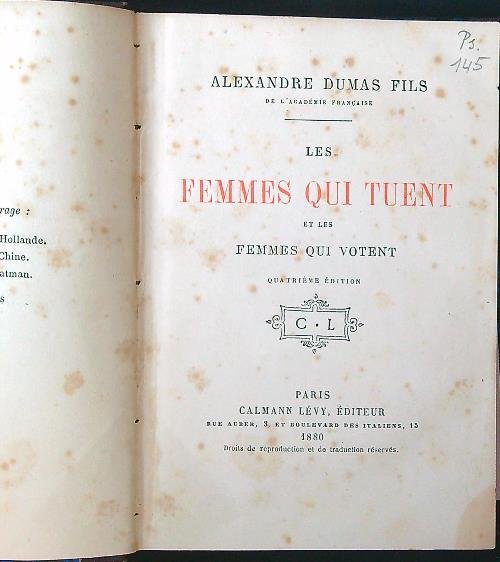 rage :
Hollande,
Chine.
atman.
s
Ps.
145
ALEXANDRE DUMAS FILS
DE L'ACADÉMIE FRANÇAISE
LES
FEMMES QUI TUENT
ET LES
FEMMES QUI VOTENT
QUATRIÈME ÉDITION
C · L
PARIS
CALMANN LÉVY, ÉDITEUR
RUE AUBER, 3, ET BOULEVARD DES ITALIENS, 15
1880
Droits de reproduction et de traduction réservés.